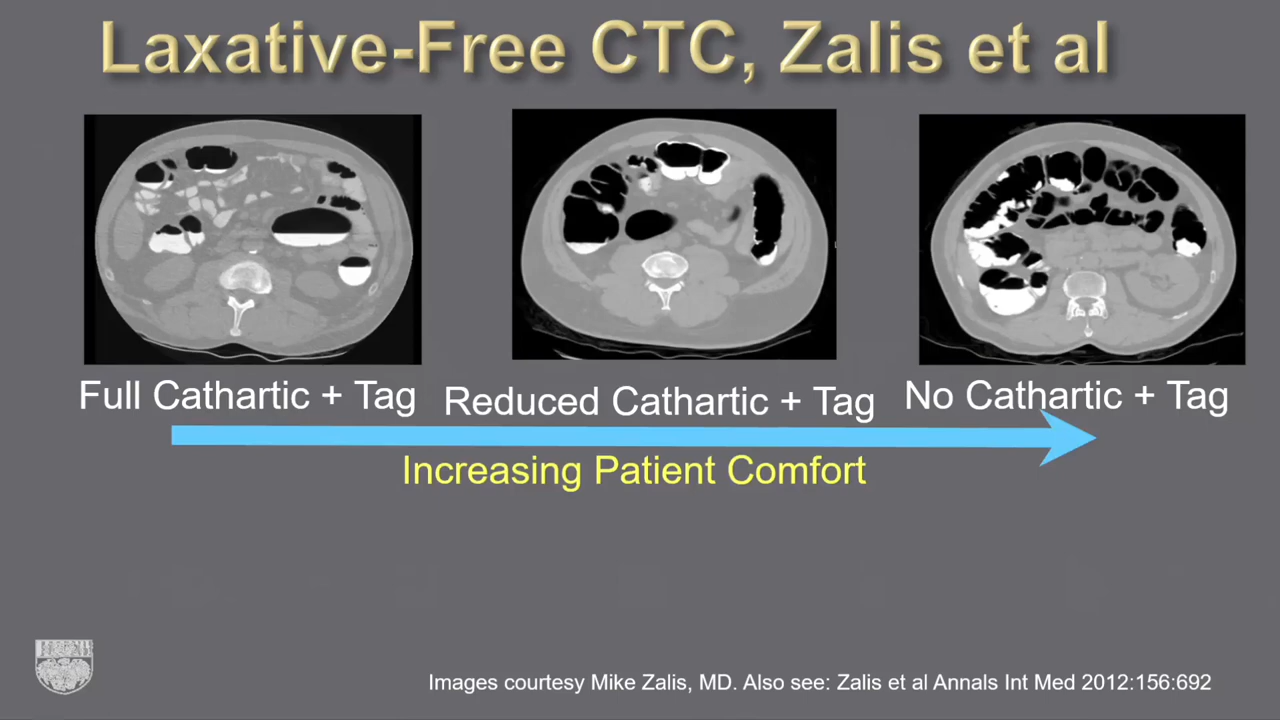 Laxative-Free CTC, Zalis et al
Full Cathartic + Tag
Reduced Cathartic + Tag
No Cathartic + Tag
Increasing Patient Comfort
Images courtesy Mike Zalis, MD. Also see: Zalis et al Annals Int Med 2012:156:692